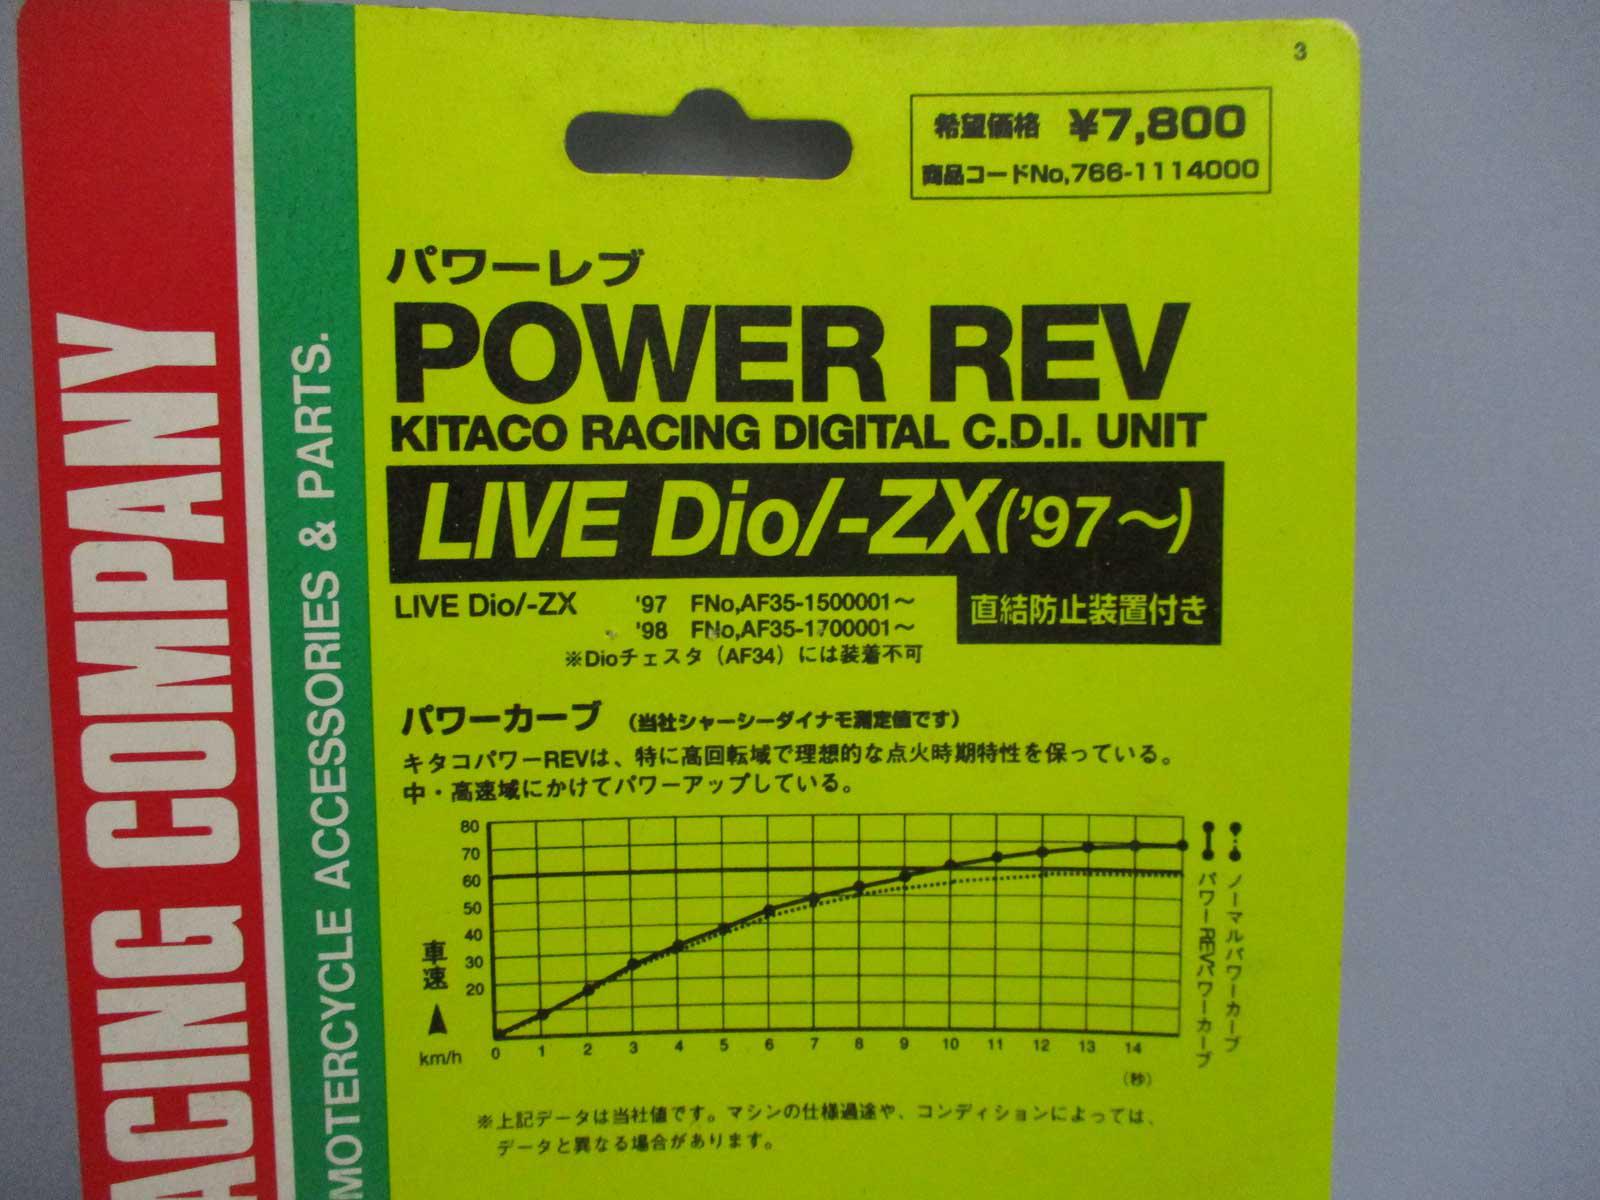 3
希望価格 ¥7,800
商品コードNo,766-1114000
パワーレブ
POWER REV
KITACO RACING DIGITAL C.D.I. UNIT
LIVE Dio/-ZX('97〜)
直結防止装置付き
LIVE Dio/-ZX '97 FNo,AF35-1500001〜
'98 FNo,AF35-1700001〜
※Dioチェスタ（AF34）には装着不可
パワーカーブ （当社シャーシーダイナモ測定値です）
キタコパワーREVは、特に高回転域で理想的な点火時期特性を保っている。
中・高速域にかけてパワーアップしている。
80
70
60
50
40
30
20
車速
km/h
0 1 2 3 4 5 6 7 8 9 10 11 12 13 14
（秒）
パワーREVパワーカーブ
ノーマルパワーカーブ
※上記データは当社値です。マシンの仕様過途や、コンディションによっては、
データと異なる場合があります。
ACING COMPANY
MOTERCYCLE ACCESSORIES & PARTS.